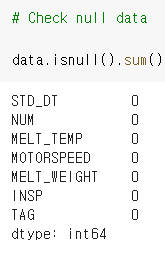 # Check null data
data.isnull().sum()
STD_DT 0
NUM 0
MELT_TEMP 0
MOTORSPEED 0
MELT_WEIGHT 0
INSP 0
TAG 0
dtype: int64